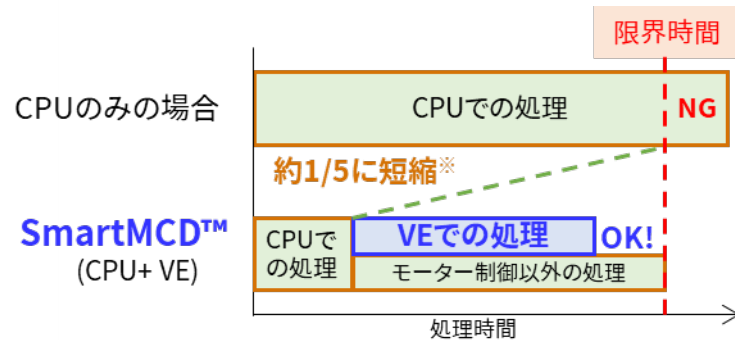 限界時間
CPUのみの場合
CPUでの処理
NG
約1/5に短縮※
SmartMCD™
(CPU+ VE)
CPUで
の処理
VEでの処理
OK!
モーター制御以外の処理
処理時間